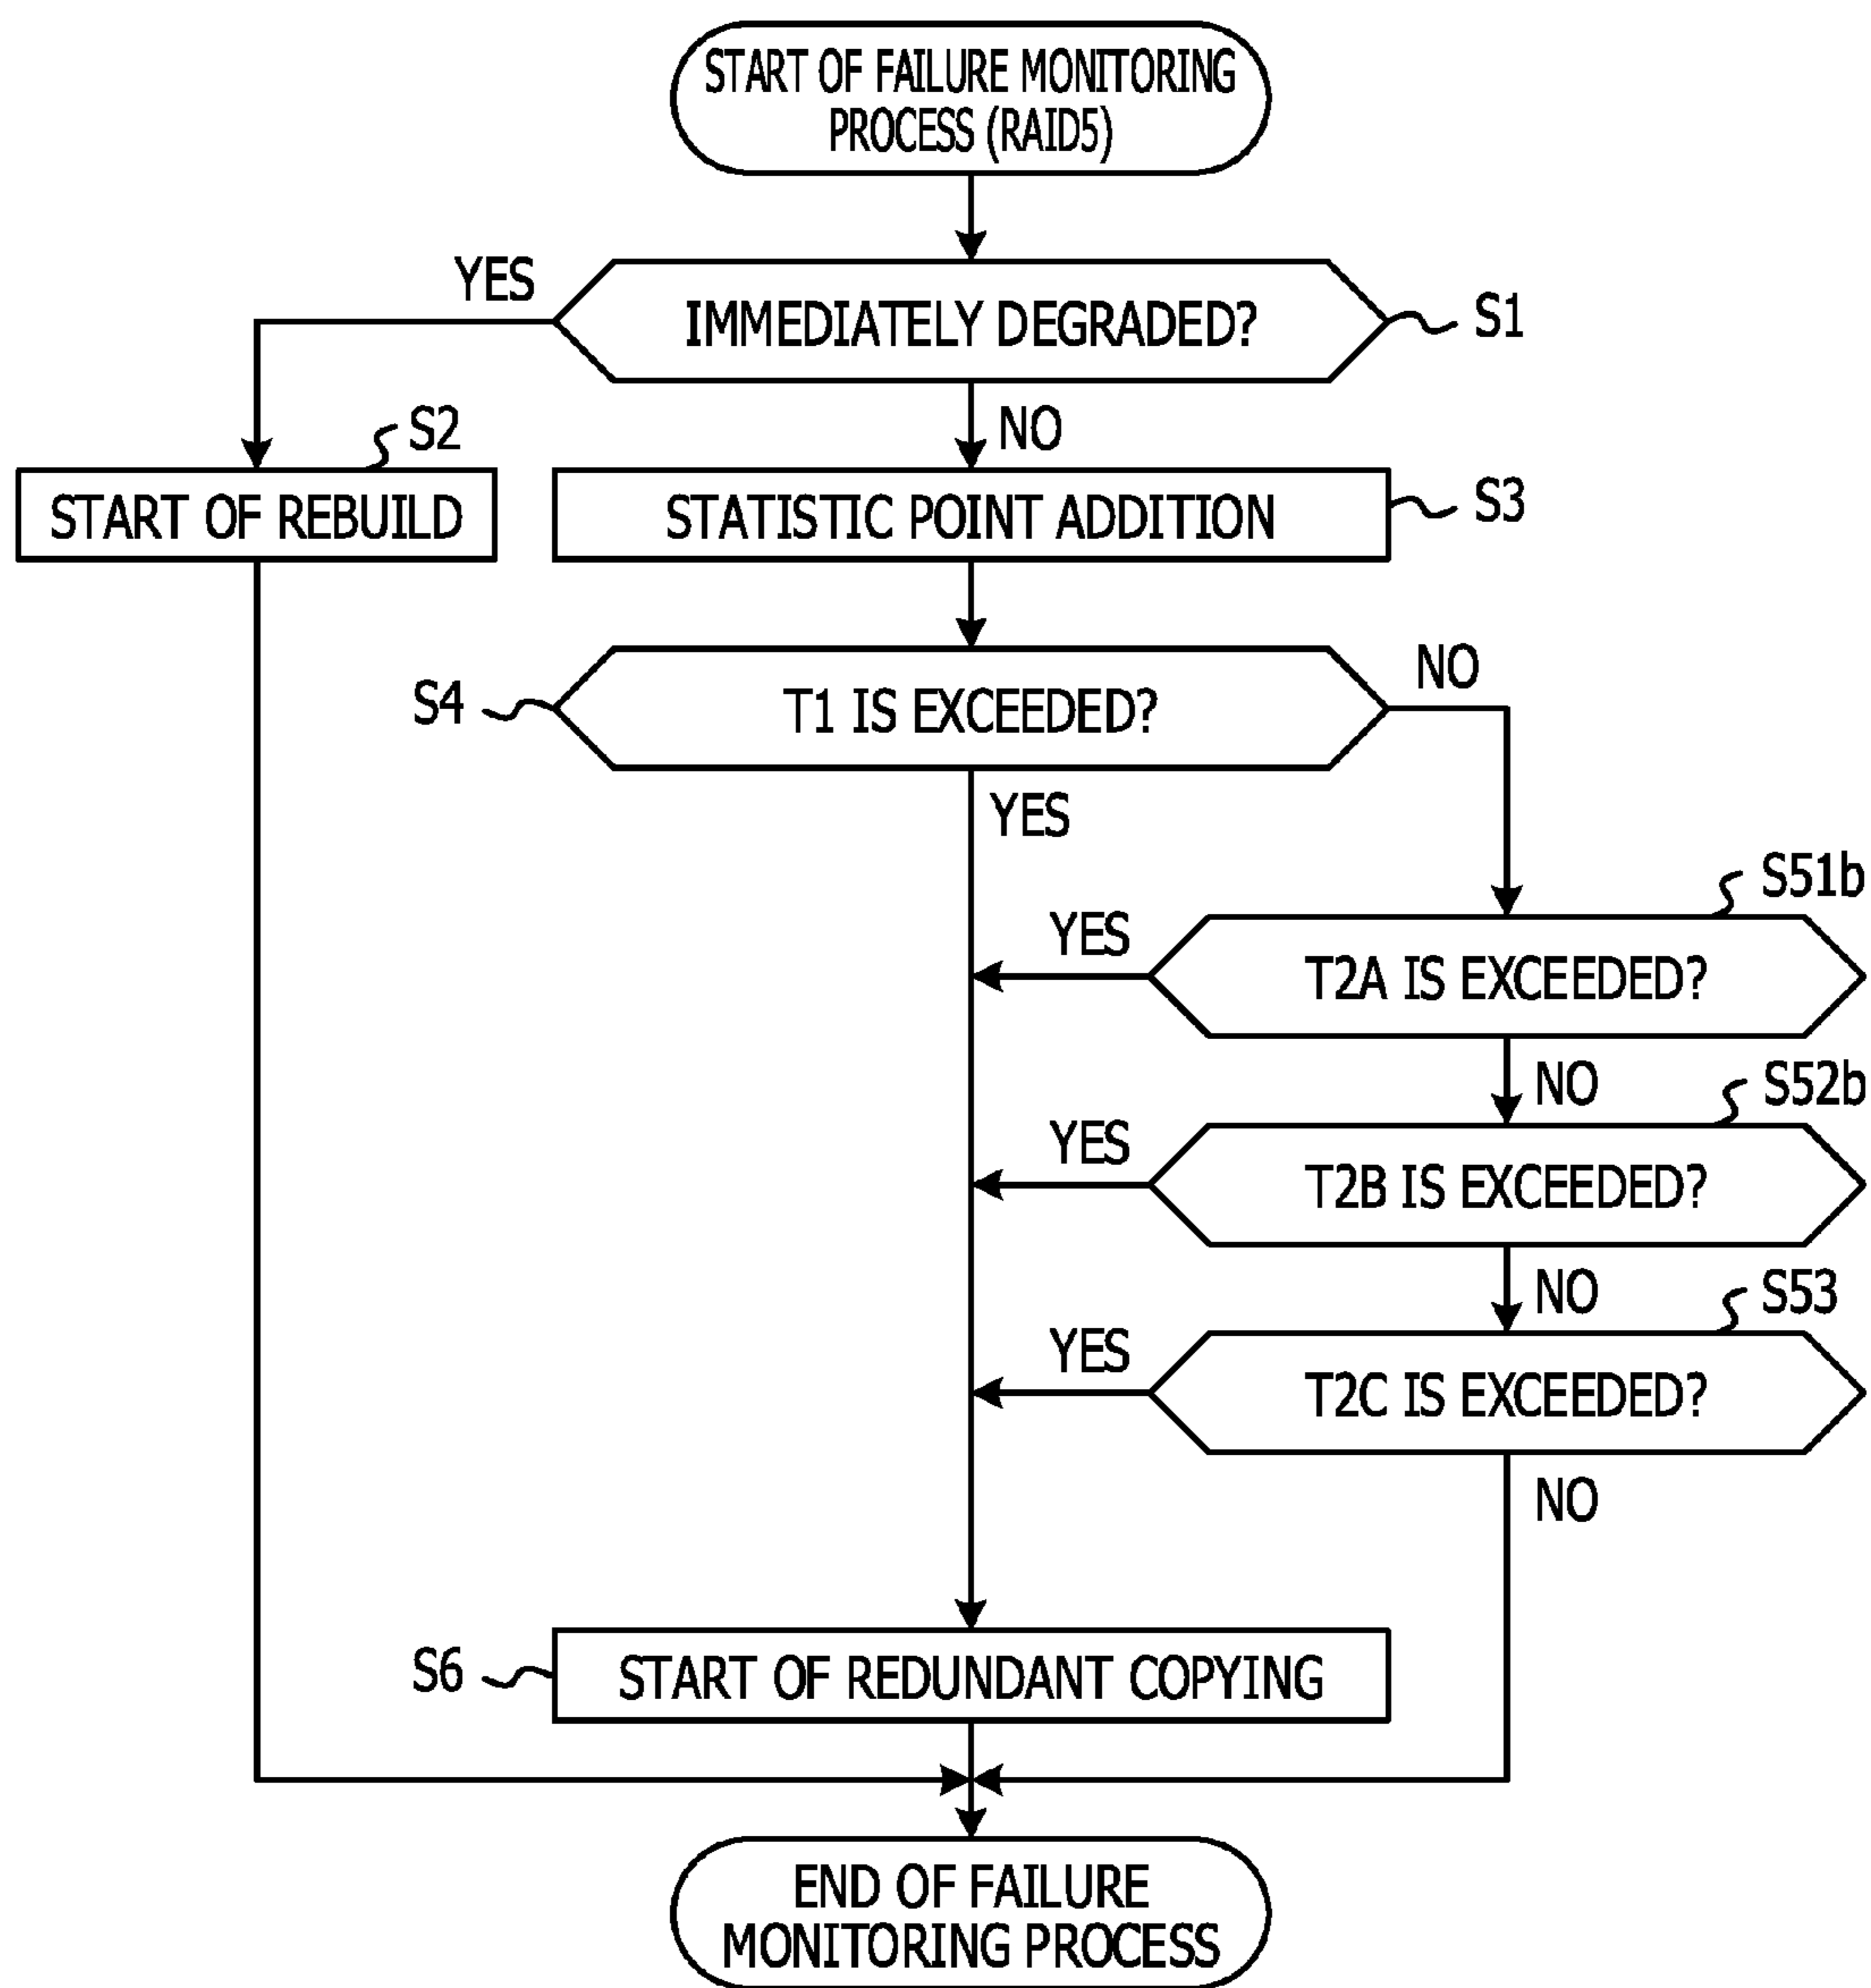 START OF FAILURE MONITORING
PROCESS (RAID5)
YES
IMMEDIATELY DEGRADED?
S1
S2
NO
START OF REBUILD
STATISTIC POINT ADDITION
S3
S4
T1 IS EXCEEDED?
NO
YES
S51b
YES
T2A IS EXCEEDED?
NO
S52b
YES
T2B IS EXCEEDED?
NO
S53
YES
T2C IS EXCEEDED?
NO
S6
START OF REDUNDANT COPYING
END OF FAILURE
MONITORING PROCESS